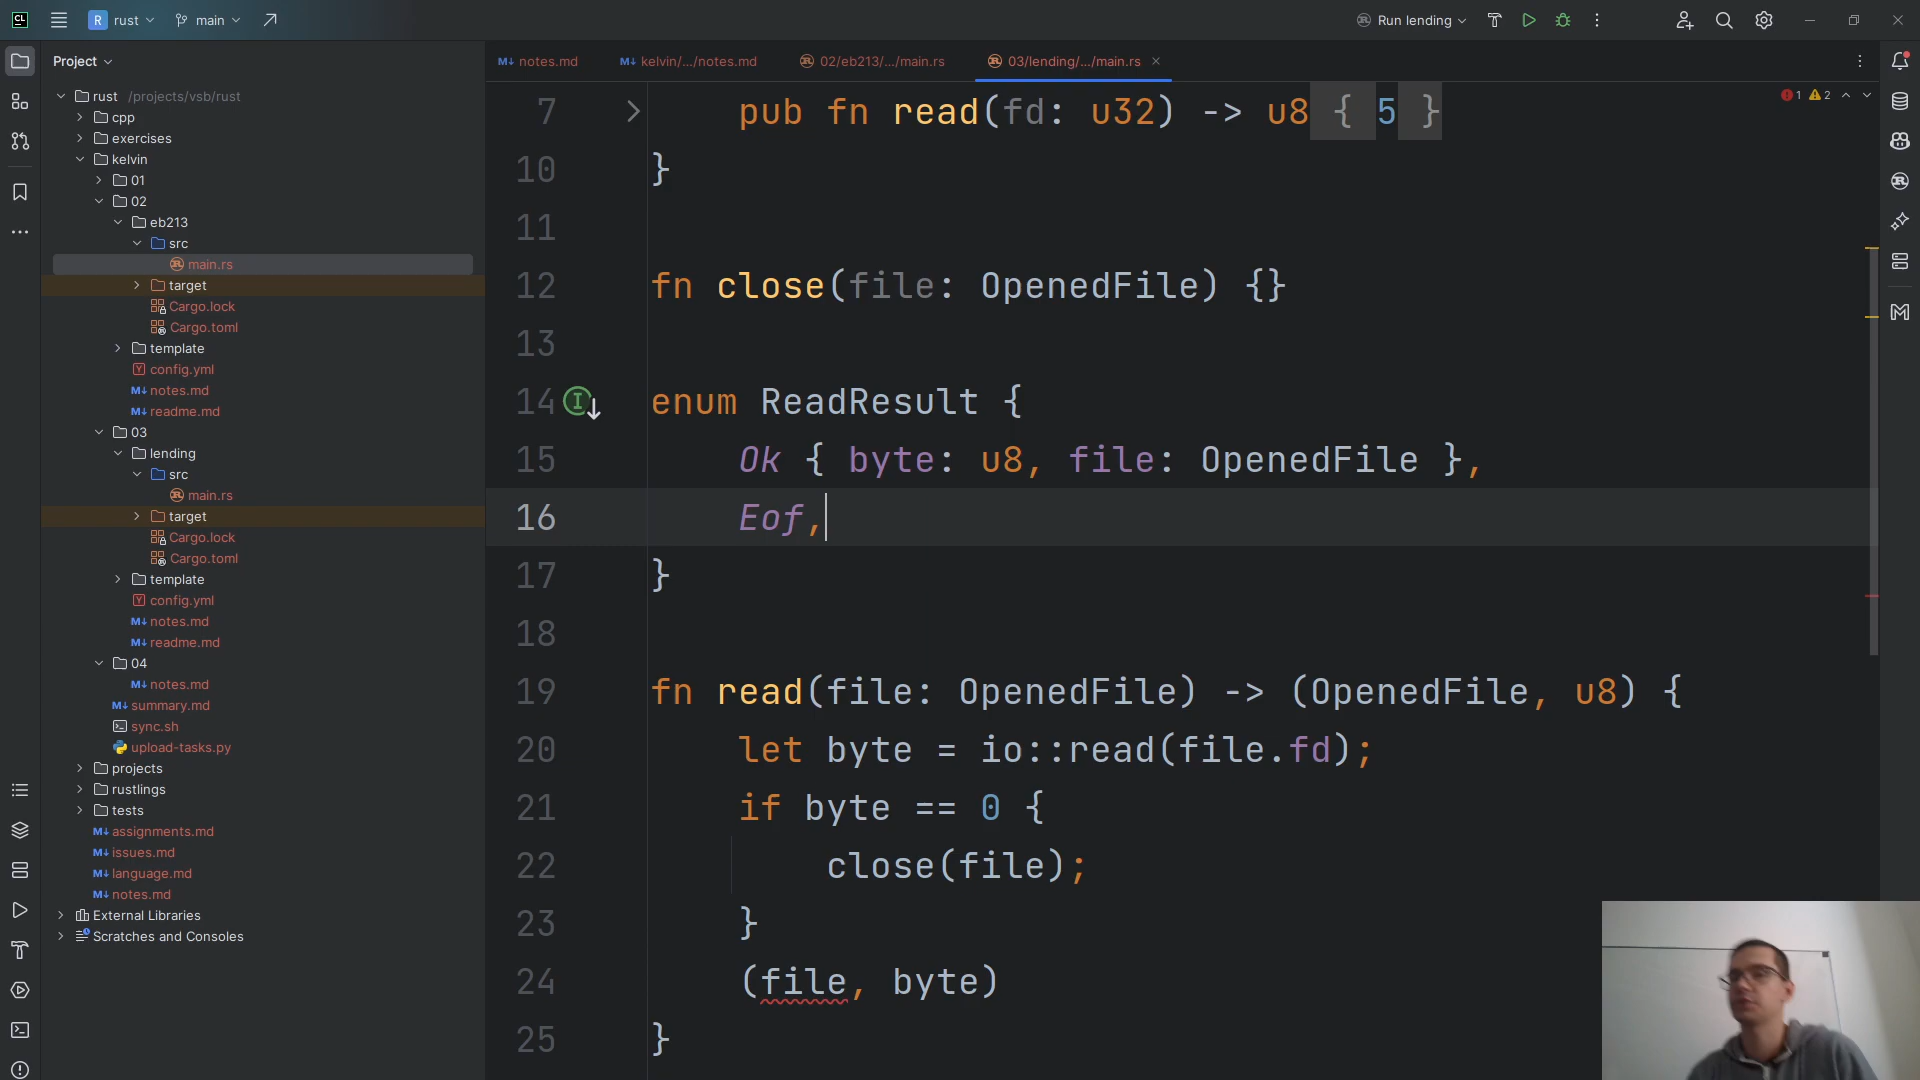 CL
R rust
main
Run lending
Project
notes.md
kelvin/.../notes.md
02/eb213/.../main.rs
03/lending/.../main.rs
rust /projects/vsb/rust
cpp
exercises
kelvin
01
02
eb213
src
main.rs
target
Cargo.lock
Cargo.toml
template
config.yml
notes.md
readme.md
03
lending
src
main.rs
target
Cargo.lock
Cargo.toml
template
config.yml
notes.md
readme.md
04
notes.md
summary.md
sync.sh
upload-tasks.py
projects
rustlings
tests
assignments.md
issues.md
language.md
notes.md
External Libraries
Scratches and Consoles
1 2
7 pub fn read(fd: u32) -> u8 { 5 }
10 }
11
12 fn close(file: OpenedFile) {}
13
14 enum ReadResult {
15 Ok { byte: u8, file: OpenedFile },
16 Eof,
17 }
18
19 fn read(file: OpenedFile) -> (OpenedFile, u8) {
20 let byte = io::read(file.fd);
21 if byte == 0 {
22 close(file);
23 }
24 (file, byte)
25 }